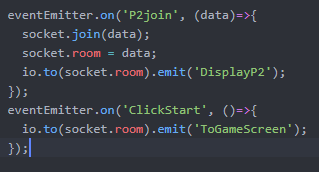 eventEmitter.on('P2join', (data)=>{
  socket.join(data);
  socket.room = data;
  io.to(socket.room).emit('DisplayP2');
});
eventEmitter.on('ClickStart', ()=>{
  io.to(socket.room).emit('ToGameScreen');
});